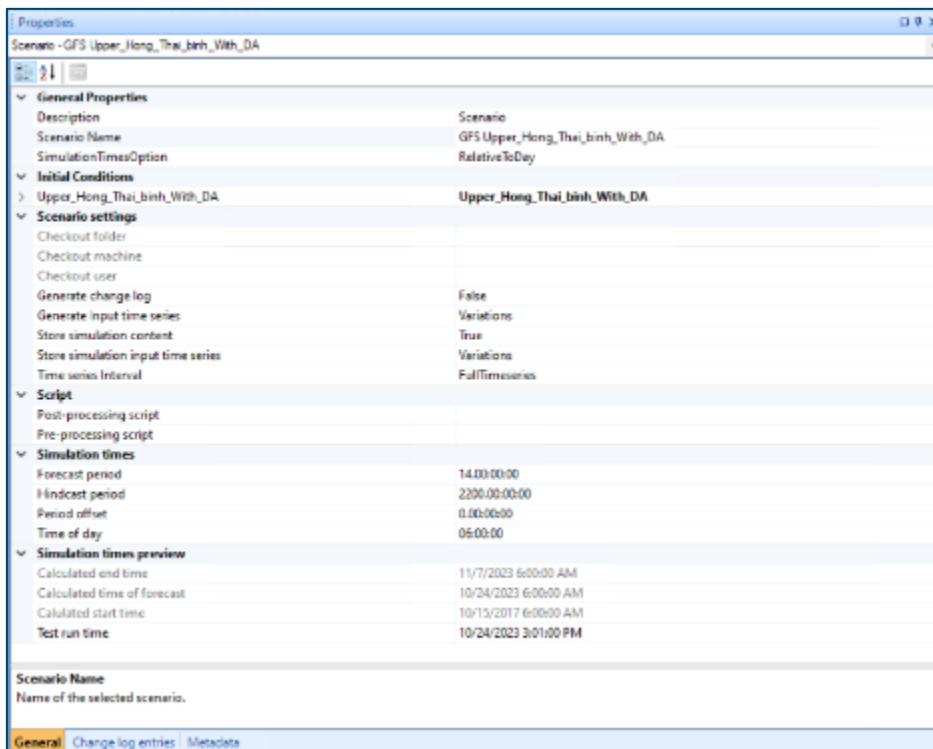 Properties
Scenario - GFS Upper_Hong_Thai_binh_With_DA
General Properties
Description Scenario
Scenario Name GFS Upper_Hong_Thai_binh_With_DA
SimulationTimesOption RelativeToDay
Initial Conditions
Upper_Hong_Thai_binh_With_DA Upper_Hong_Thai_binh_With_DA
Scenario settings
Checkout folder
Checkout machine
Checkout user
Generate change log False
Generate Input time series Variations
Store simulation content True
Store simulation input time series Variations
Time series Interval FullTimeseries
Script
Post-processing script
Pre-processing script
Simulation times
Forecast period 14.00:00:00
Hindcast period 2200.00:00:00
Period offset 0.00:00:00
Time of day 06:00:00
Simulation times preview
Calculated end time 11/7/2023 6:00:00 AM
Calculated time of forecast 10/24/2023 6:00:00 AM
Calulated start time 10/15/2017 6:00:00 AM
Test run time 10/24/2023 3:01:00 PM
Scenario Name
Name of the selected scenario.
General Change log entries Metadata